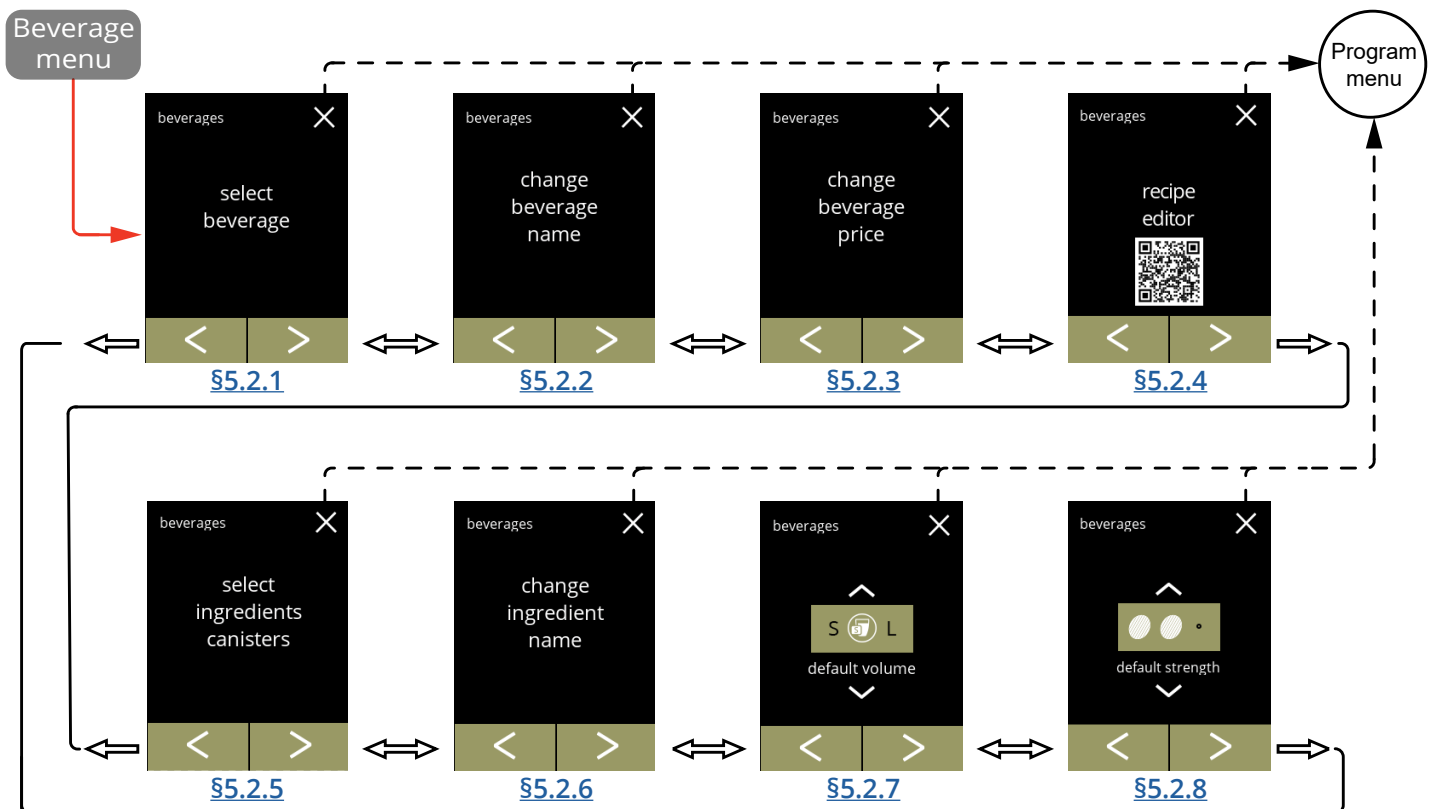 Beverage
menu
Program
menu
beverages
select
beverage
§5.2.1
beverages
change
beverage
name
§5.2.2
beverages
change
beverage
price
§5.2.3
beverages
recipe
editor
§5.2.4
beverages
select
ingredients
canisters
§5.2.5
beverages
change
ingredient
name
§5.2.6
beverages
S S L
default volume
§5.2.7
beverages
default strength
§5.2.8